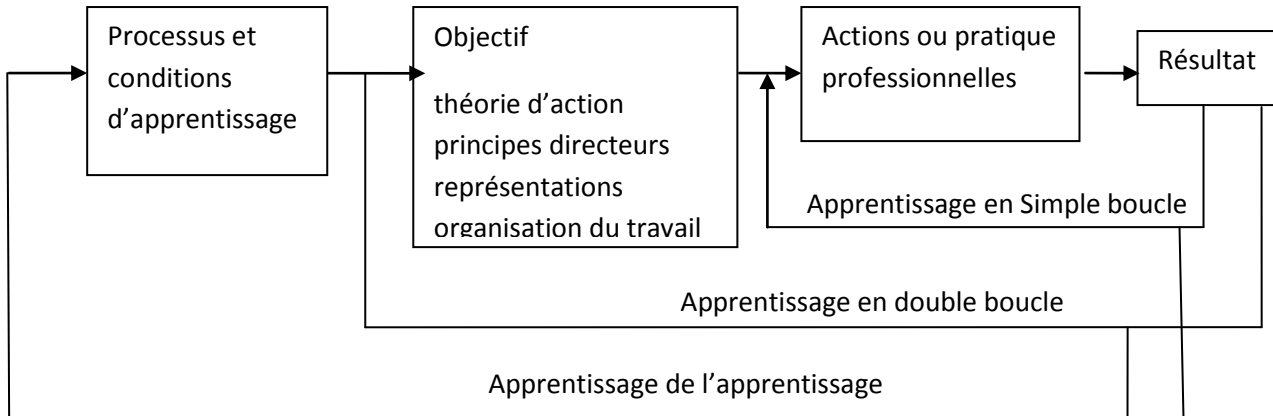 Processus et
conditions
d’apprentissage
Objectif
théorie d’action
principes directeurs
représentations
organisation du travail
Actions ou pratique
professionnelles
Résultat
Apprentissage en Simple boucle
Apprentissage en double boucle
Apprentissage de l’apprentissage